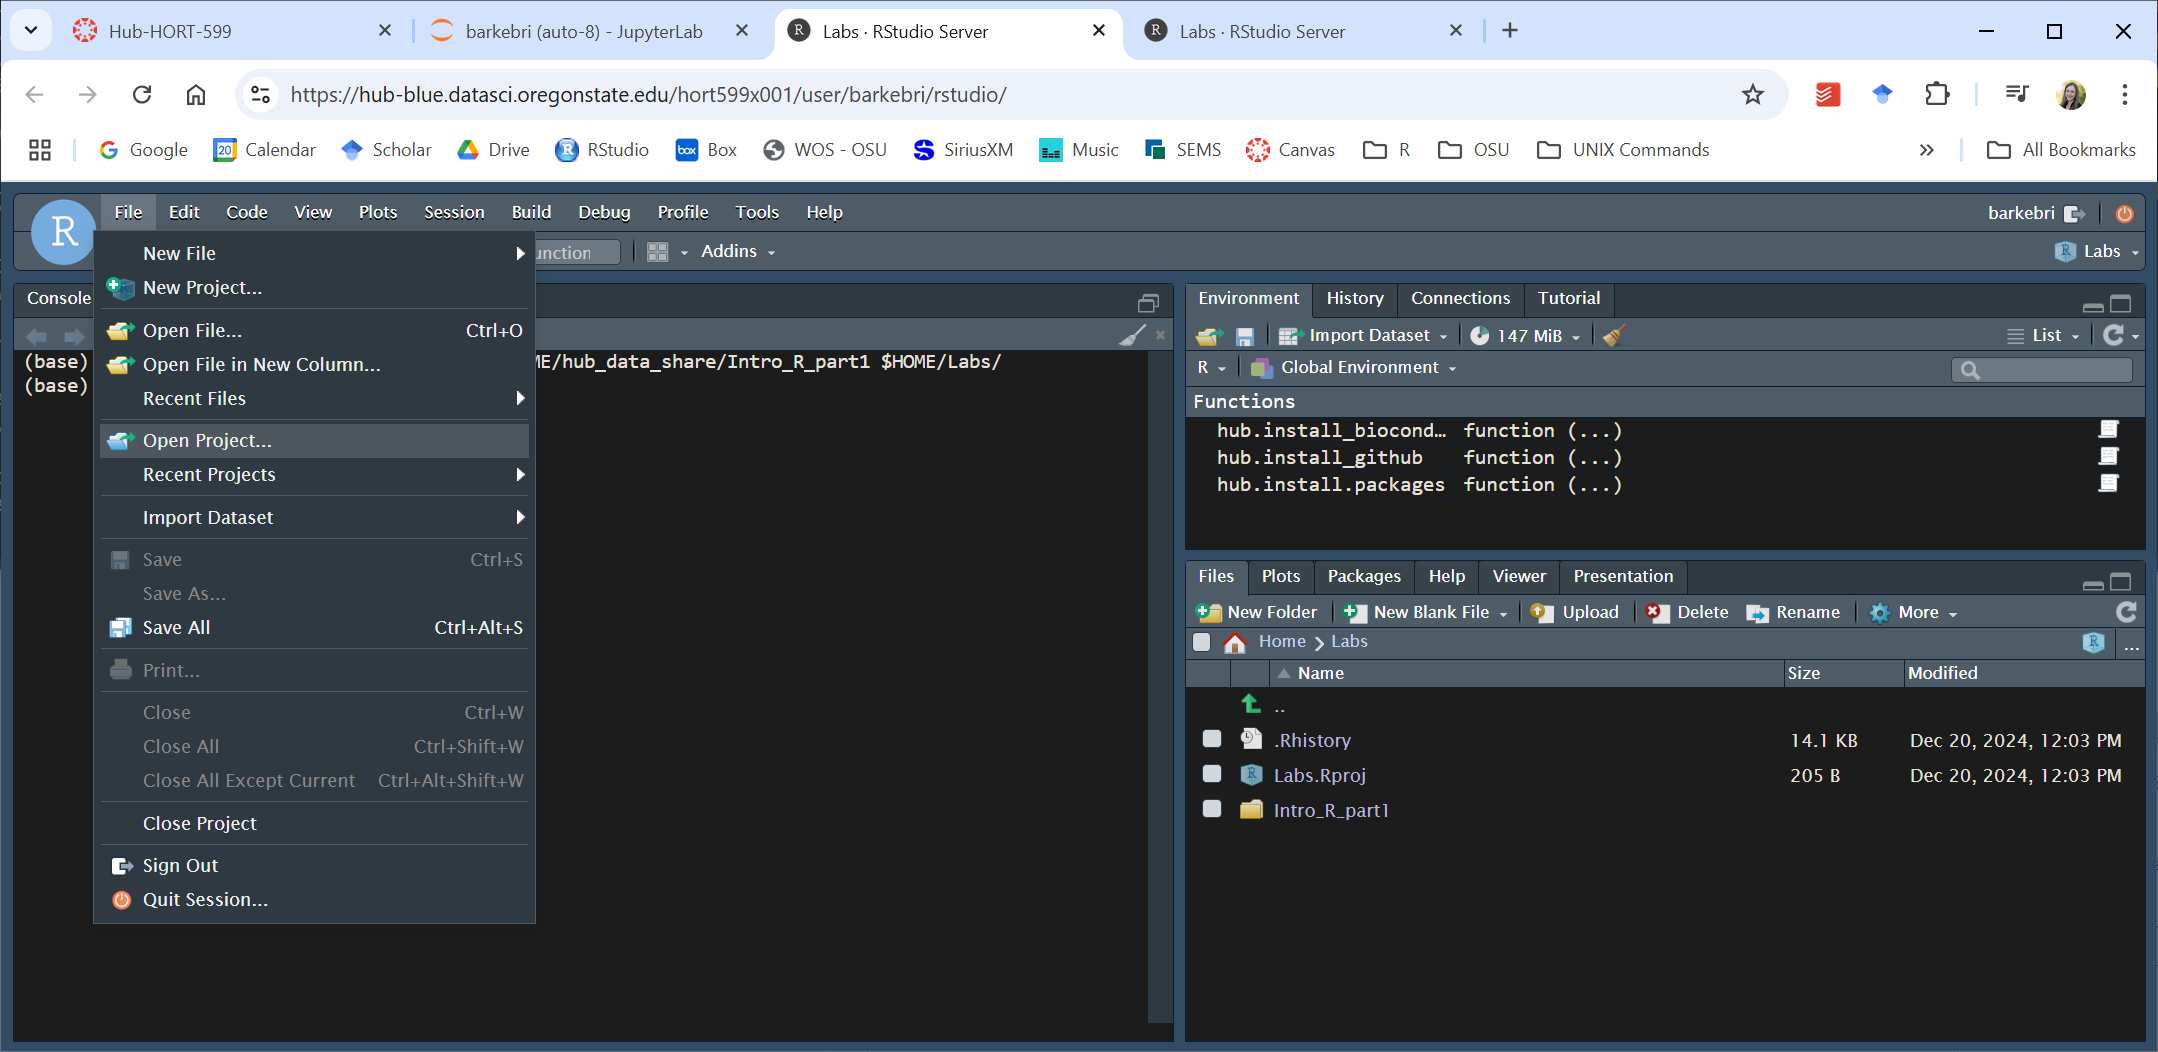 Hub-HORT-599
barkebri (auto-8) - JupyterLab
Labs · RStudio Server
Labs · RStudio Server
https://hub-blue.datasci.oregonstate.edu/hort599x001/user/barkebri/rstudio/
Google
20
Calendar
Scholar
Drive
R
RStudio
box
Box
WOS - OSU
SiriusXM
Music
SEMS
Canvas
R
OSU
UNIX Commands
All Bookmarks
R
File Edit Code View Plots Session Build Debug Profile Tools Help
barkebri
unction
Addins
Labs
New File
New Project...
Open File... Ctrl+O
Open File in New Column...
Recent Files
Open Project...
Recent Projects
Import Dataset
Save Ctrl+S
Save As...
Save All Ctrl+Alt+S
Print...
Close Ctrl+W
Close All Ctrl+Shift+W
Close All Except Current Ctrl+Alt+Shift+W
Close Project
Sign Out
Quit Session...
Console
(base) ME/hub_data_share/Intro_R_part1 $HOME/Labs/
(base)
Environment History Connections Tutorial
Import Dataset 147 MiB List
R Global Environment
Functions
hub.install_biocond… function (...)
hub.install_github function (...)
hub.install.packages function (...)
Files Plots Packages Help Viewer Presentation
New Folder New Blank File Upload Delete Rename More
Home Labs ...
Name Size Modified
..
.Rhistory 14.1 KB Dec 20, 2024, 12:03 PM
Labs.Rproj 205 B Dec 20, 2024, 12:03 PM
Intro_R_part1